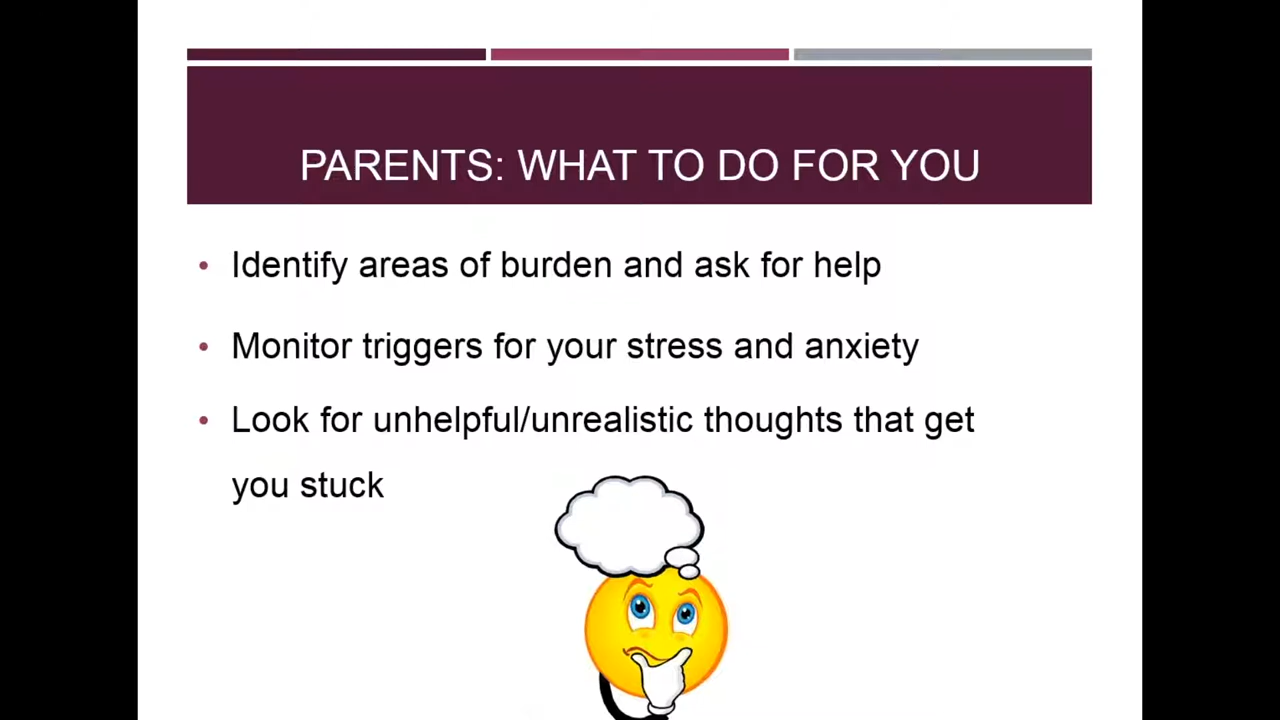 PARENTS: WHAT TO DO FOR YOU
• Identify areas of burden and ask for help
• Monitor triggers for your stress and anxiety
• Look for unhelpful/unrealistic thoughts that get
you stuck